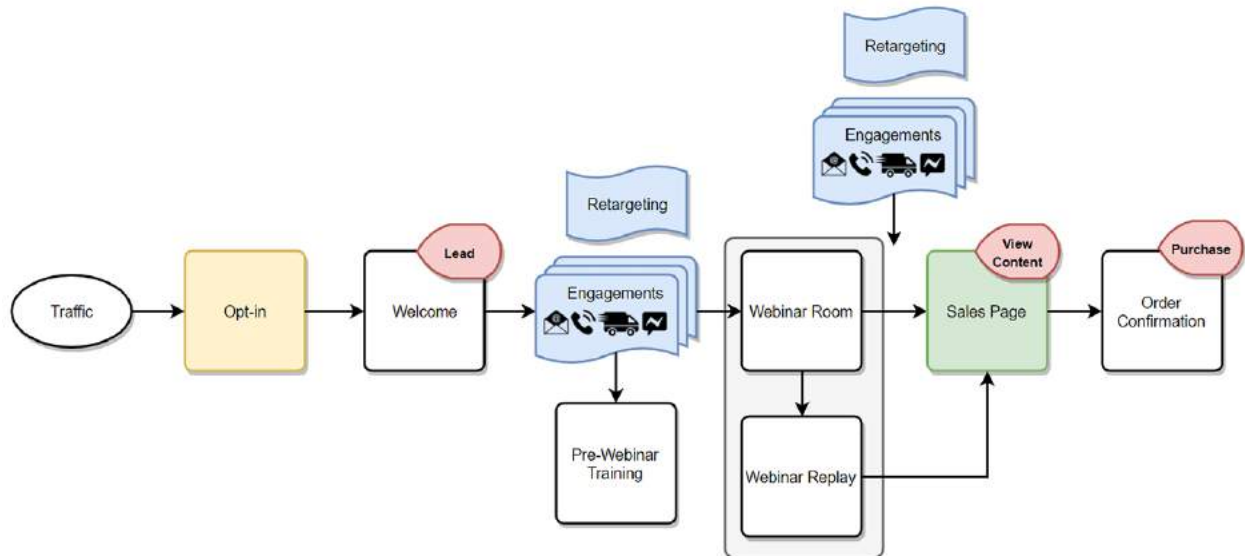 Retargeting
Engagements
Retargeting
Lead
View
Content
Purchase
Engagements
Traffic
Opt-in
Welcome
Webinar Room
Sales Page
Order
Confirmation
Pre-Webinar
Training
Webinar Replay